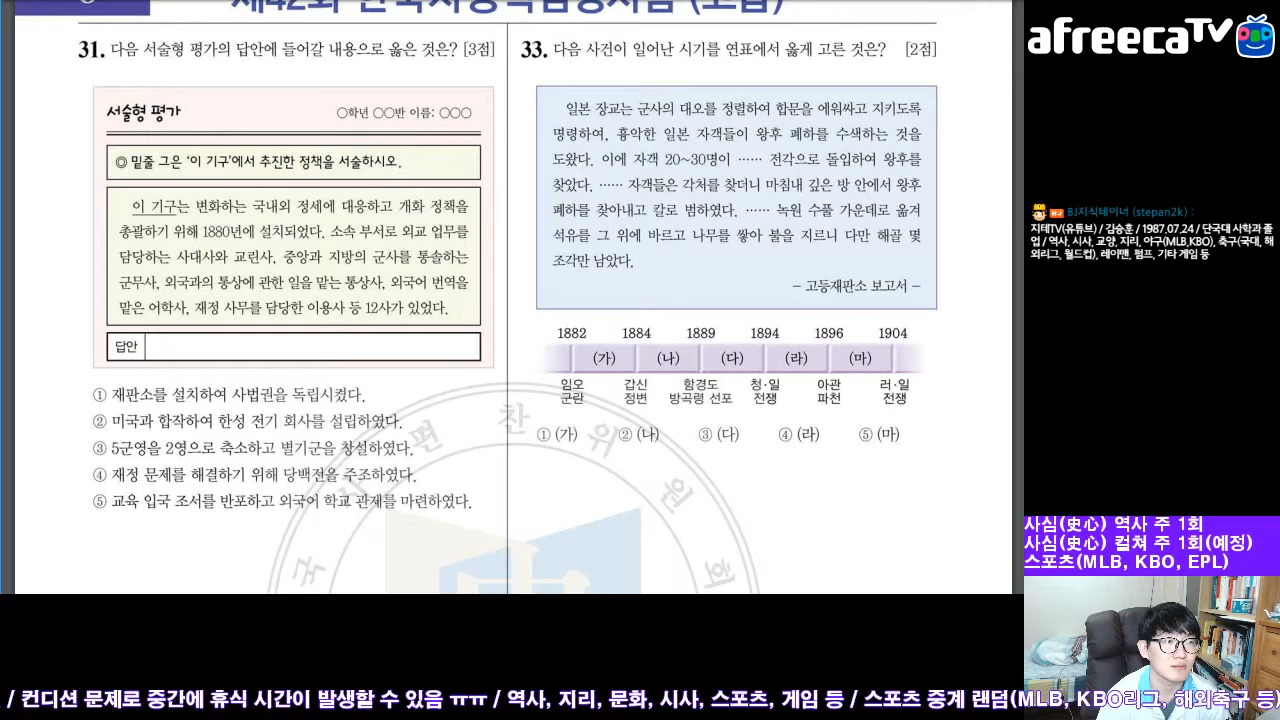 제42회 한국사능력검정시험 (고급)
31. 다음 서술형 평가의 답안에 들어갈 내용으로 옳은 것은? [3점]
서술형 평가
○학년 ○○반 이름: ○○○
◎ 밑줄 그은 ‘이 기구’에서 추진한 정책을 서술하시오.
이 기구는 변화하는 국내외 정세에 대응하고 개화 정책을
총괄하기 위해 1880년에 설치되었다. 소속 부서로 외교 업무를
담당하는 사대사와 교린사, 중앙과 지방의 군사를 통솔하는
군무사, 외국과의 통상에 관한 일을 맡는 통상사, 외국어 번역을
맡은 어학사, 재정 사무를 담당한 이용사 등 12사가 있었다.
답안
① 재판소를 설치하여 사법권을 독립시켰다.
② 미국과 합작하여 한성 전기 회사를 설립하였다.
③ 5군영을 2영으로 축소하고 별기군을 창설하였다.
④ 재정 문제를 해결하기 위해 당백전을 주조하였다.
⑤ 교육 입국 조서를 반포하고 외국어 학교 관제를 마련하였다.
33. 다음 사건이 일어난 시기를 연표에서 옳게 고른 것은? [2점]
일본 장교는 군사의 대오를 정렬하여 합문을 에워싸고 지키도록
명령하여, 흉악한 일본 자객들이 왕후 폐하를 수색하는 것을
도왔다. 이에 자객 20~30명이 …… 전각으로 돌입하여 왕후를
찾았다. …… 자객들은 각처를 찾더니 마침내 깊은 방 안에서 왕후
폐하를 찾아내고 칼로 범하였다. …… 녹원 수풀 가운데로 옮겨
석유를 그 위에 바르고 나무를 쌓아 불을 지르니 다만 해골 몇
조각만 남았다.
- 고등재판소 보고서 -
1882 1884 1889 1894 1896 1904
(가) (나) (다) (라) (마)
임오 갑신 함경도 청·일 아관 러·일
군란 정변 방곡령 선포 전쟁 파천 전쟁
① (가) ② (나) ③ (다) ④ (라) ⑤ (마)
국 사 편 찬 위 원 회
afreecaTV
BJ지식테이너 (stepan2k) :
지테TV(유튜브) / 김승훈 / 1987.07.24 / 단국대 사학과 졸
업 / 역사, 시사, 교양, 지리, 야구(MLB,KBO), 축구(국대, 해
외리그, 월드컵), 레이맨, 펌프, 기타 게임 등
사심(史心) 역사 주 1회
사심(史心) 컬쳐 주 1회(예정)
스포츠(MLB, KBO, EPL)
/ 컨디션 문제로 중간에 휴식 시간이 발생할 수 있음 ㅠㅠ / 역사, 지리, 문화, 시사, 스포츠, 게임 등 / 스포츠 중계 랜덤(MLB, KBO리그, 해외축구 등)